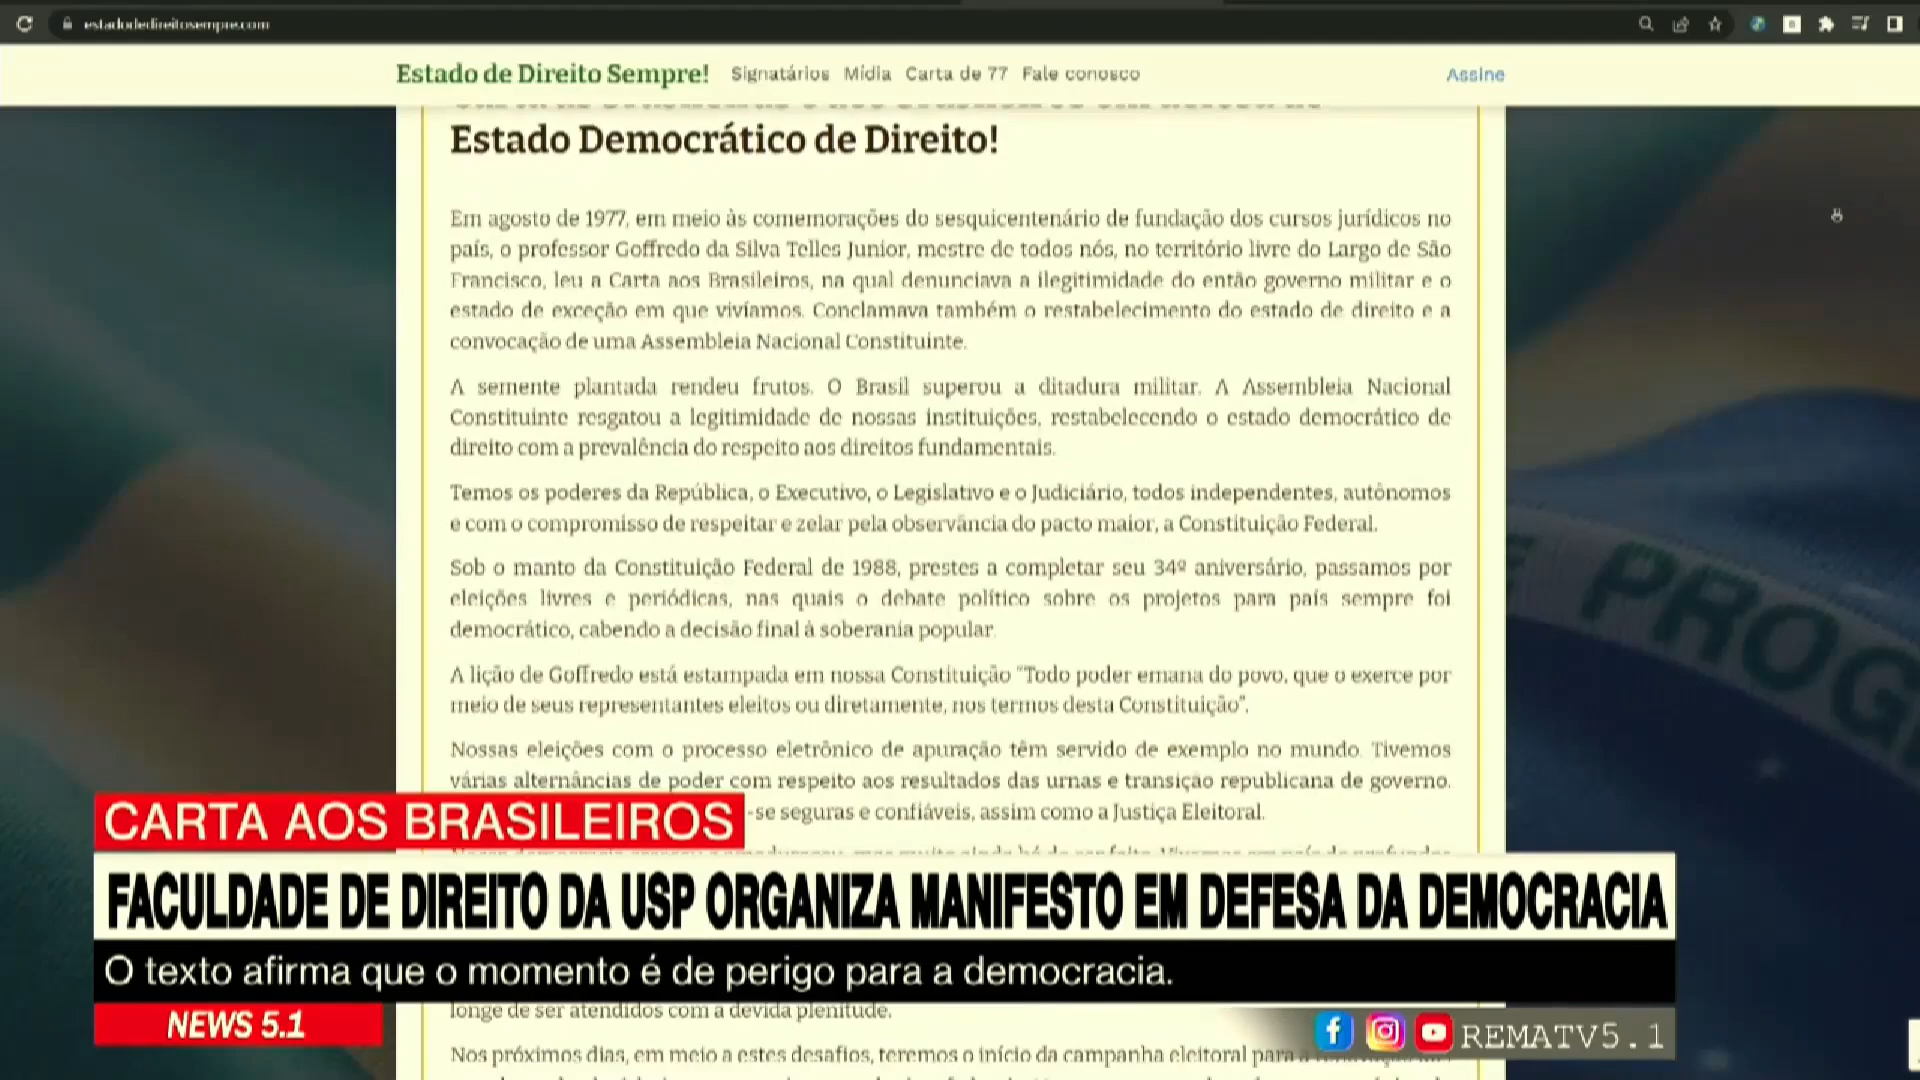 estadodedireitosempre.com
Estado de Direito Sempre! Signatários Mídia Carta de 77 Fale conosco Assine
Estado Democrático de Direito!
Em agosto de 1977, em meio às comemorações do sesquicentenário de fundação dos cursos jurídicos no
país, o professor Goffredo da Silva Telles Junior, mestre de todos nós, no território livre do Largo de São
Francisco, leu a Carta aos Brasileiros, na qual denunciava a ilegitimidade do então governo militar e o
estado de exceção em que vivíamos. Conclamava também o restabelecimento do estado de direito e a
convocação de uma Assembleia Nacional Constituinte.
A semente plantada rendeu frutos. O Brasil superou a ditadura militar. A Assembleia Nacional
Constituinte resgatou a legitimidade de nossas instituições, restabelecendo o estado democrático de
direito com a prevalência do respeito aos direitos fundamentais.
Temos os poderes da República, o Executivo, o Legislativo e o Judiciário, todos independentes, autônomos
e com o compromisso de respeitar e zelar pela observância do pacto maior, a Constituição Federal.
Sob o manto da Constituição Federal de 1988, prestes a completar seu 34º aniversário, passamos por
eleições livres e periódicas, nas quais o debate político sobre os projetos para país sempre foi
democrático, cabendo a decisão final à soberania popular.
A lição de Goffredo está estampada em nossa Constituição “Todo poder emana do povo, que o exerce por
meio de seus representantes eleitos ou diretamente, nos termos desta Constituição”.
Nossas eleições com o processo eletrônico de apuração têm servido de exemplo no mundo. Tivemos
várias alternâncias de poder com respeito aos resultados das urnas e transição republicana de governo.
-se seguras e confiáveis, assim como a Justiça Eleitoral.
CARTA AOS BRASILEIROS
FACULDADE DE DIREITO DA USP ORGANIZA MANIFESTO EM DEFESA DA DEMOCRACIA
O texto afirma que o momento é de perigo para a democracia.
longe de ser atendidos com a devida plenitude.
NEWS 5.1
REMATV5.1
Nos próximos dias, em meio a estes desafios, teremos o início da campanha eleitoral para a
PROG